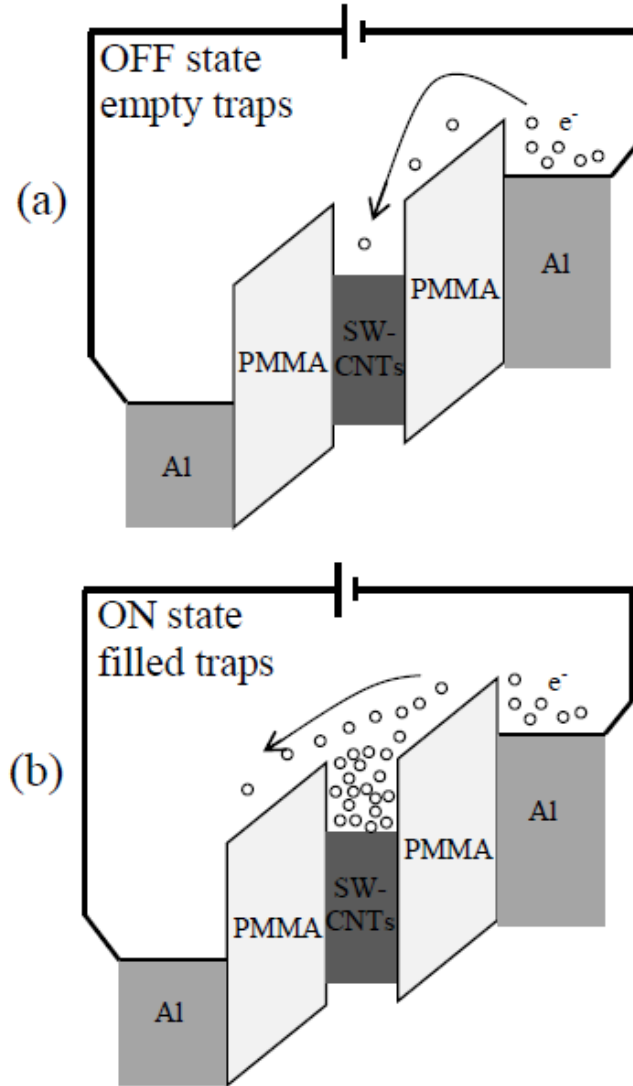 OFF state
empty traps
e⁻
(a)
Al
PMMA
SW-
CNTs
PMMA
Al
ON state
filled traps
e⁻
(b)
Al
PMMA
SW-
CNTs
PMMA
Al